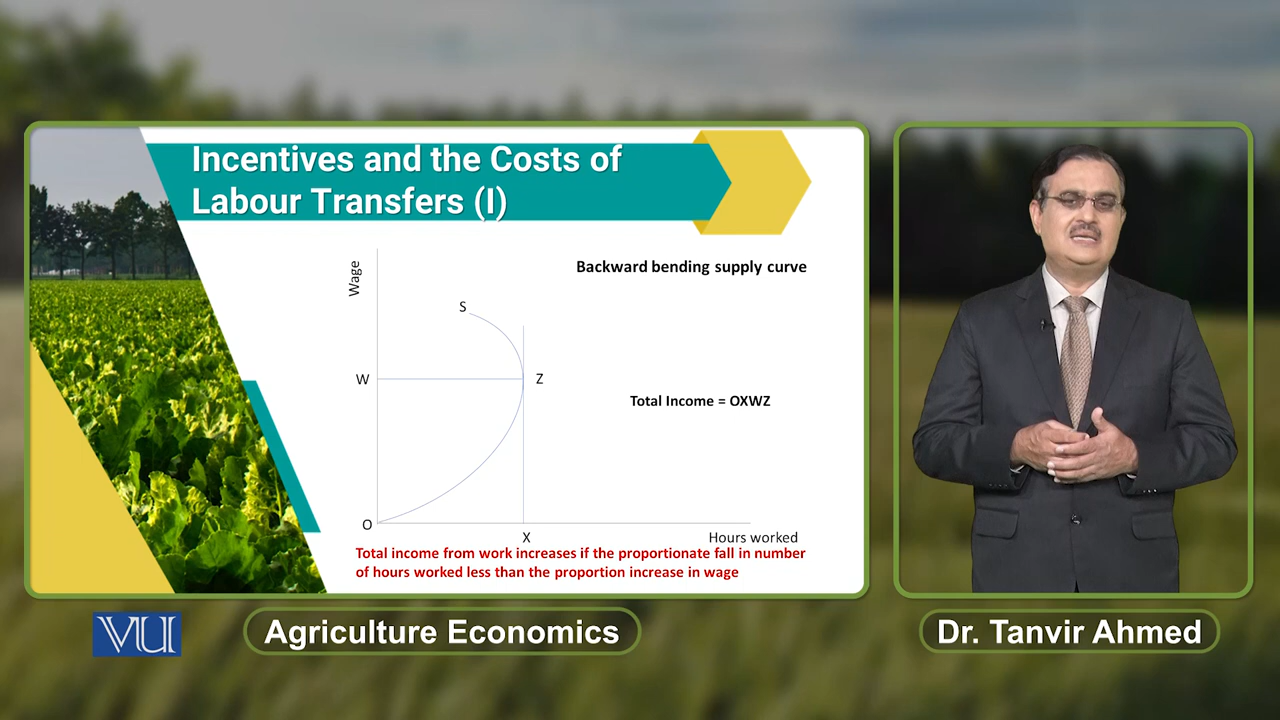 Incentives and the Costs of
Labour Transfers (I)
Wage
Backward bending supply curve
S
W
Z
Total Income = OXWZ
O
X
Hours worked
Total income from work increases if the proportionate fall in number
of hours worked less than the proportion increase in wage
VU
Agriculture Economics
Dr. Tanvir Ahmed